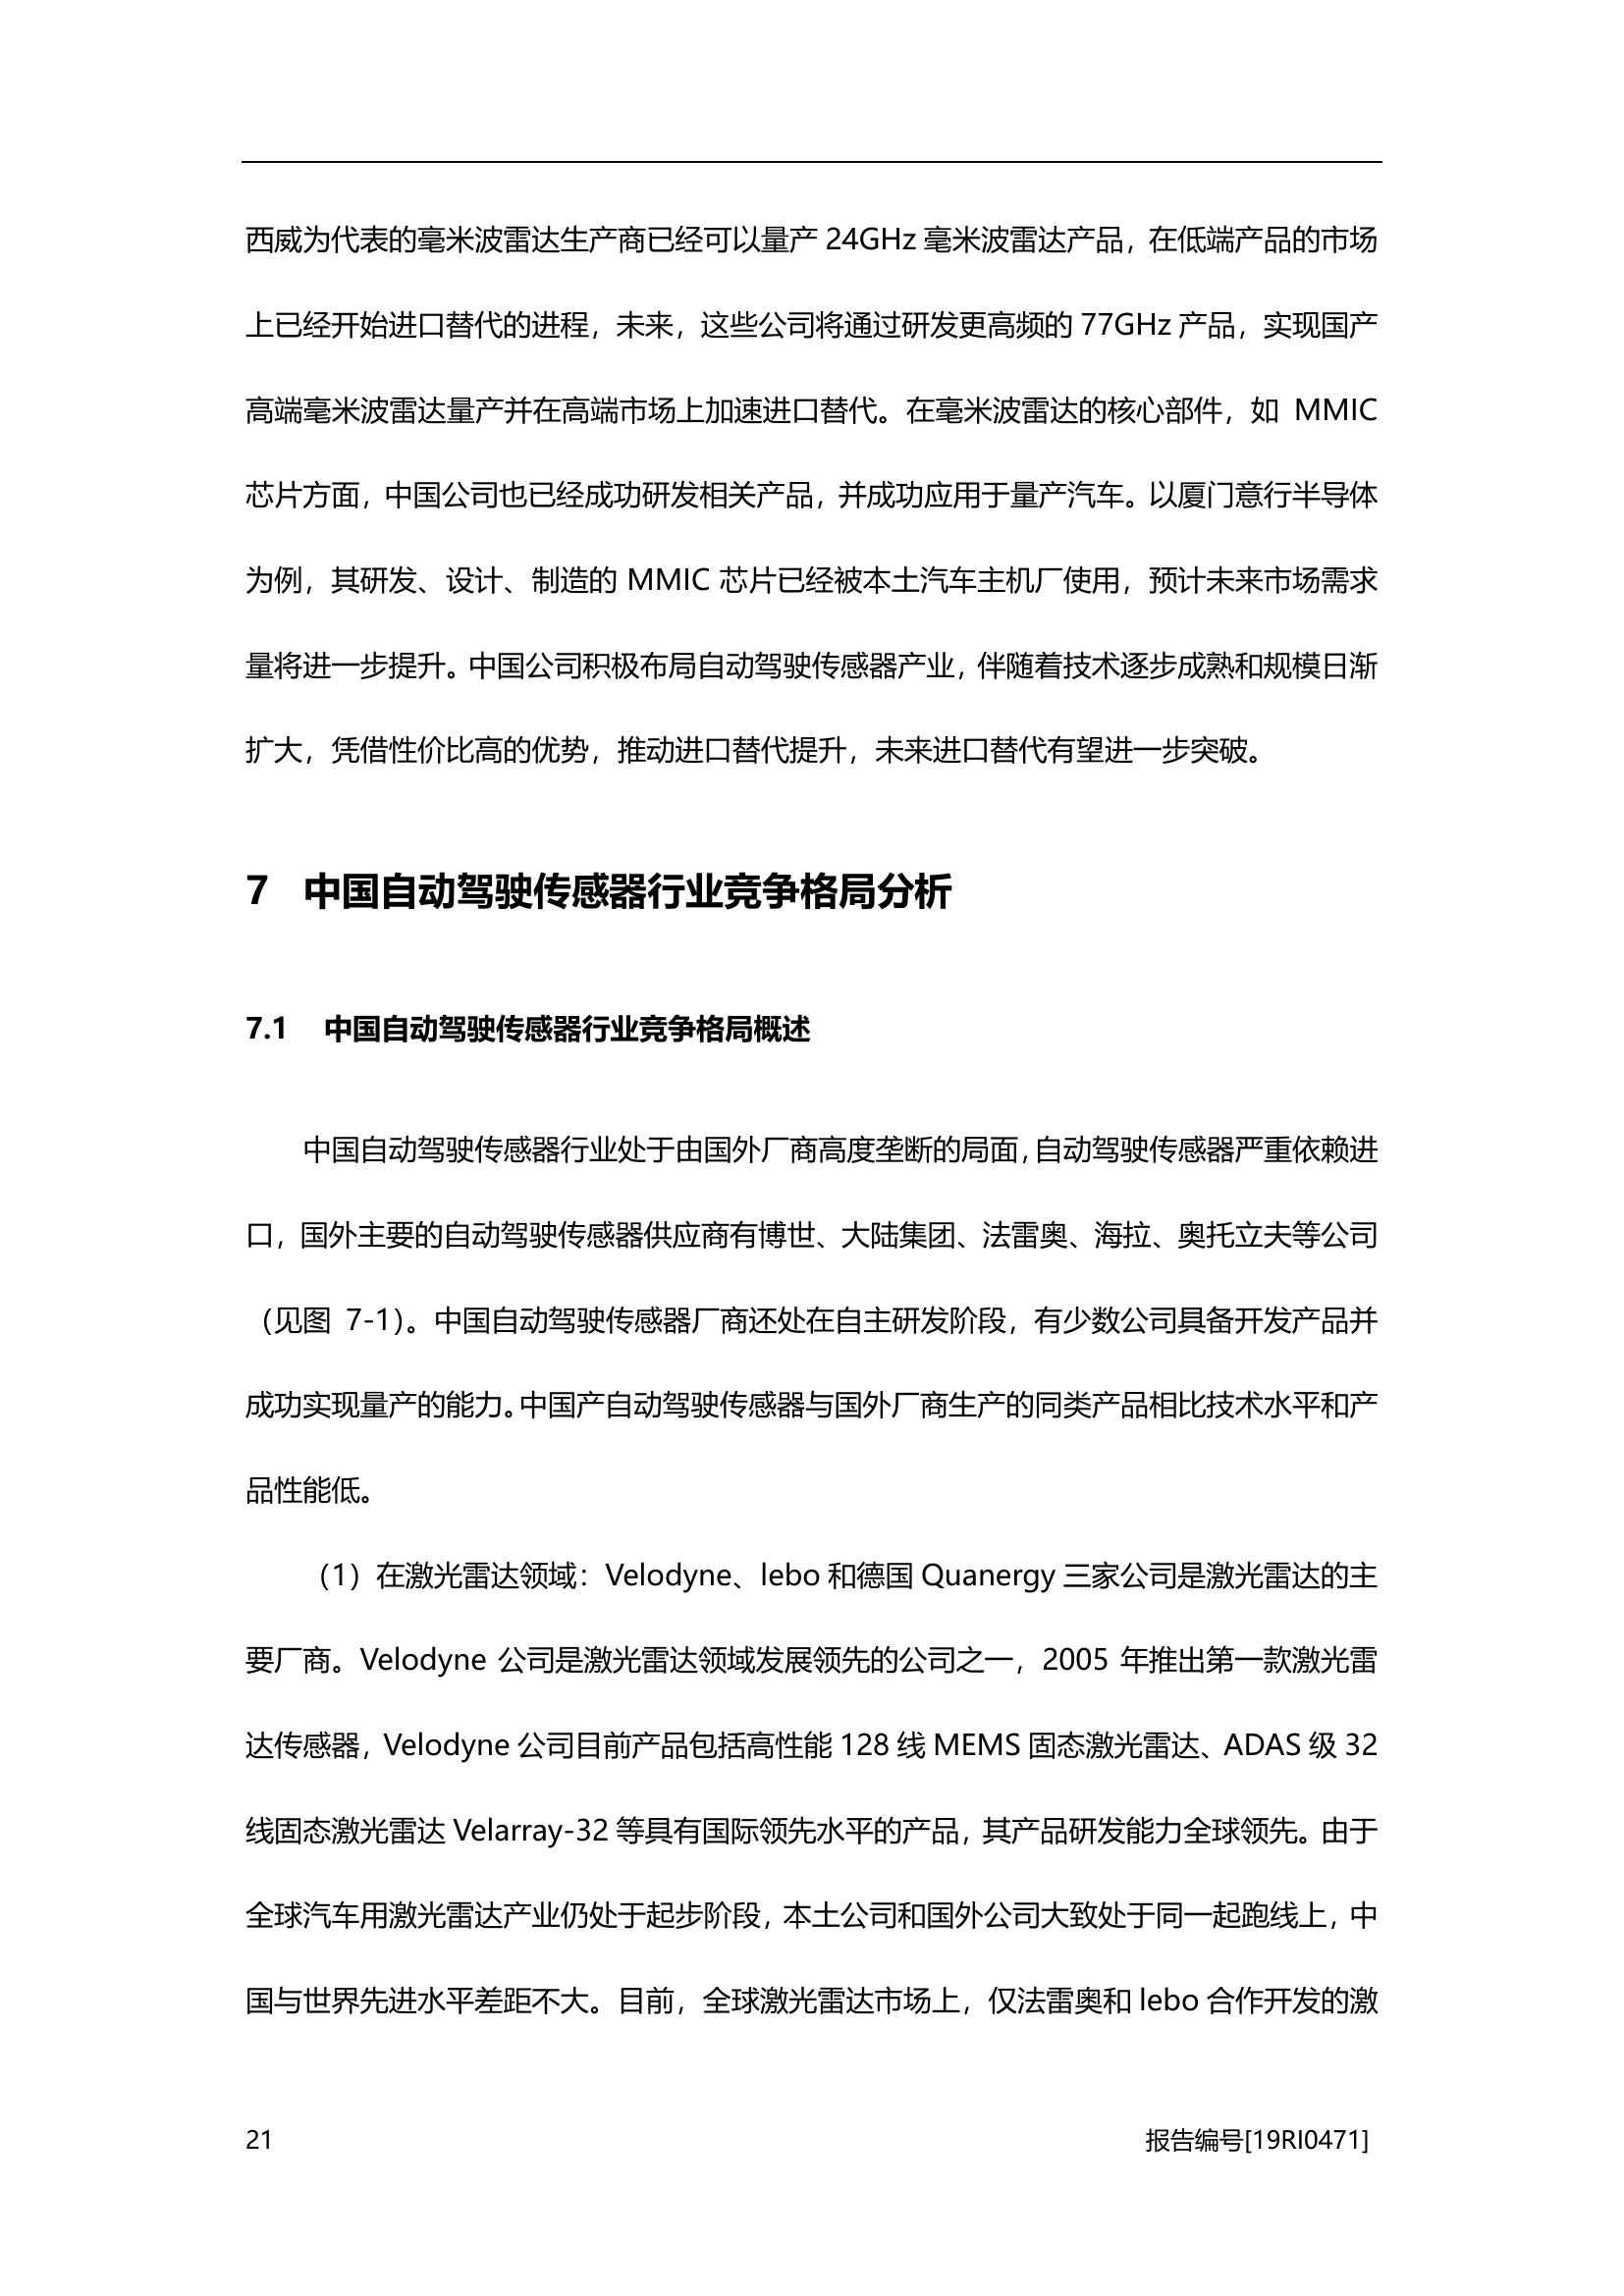 西威为代表的毫米波雷达生产商已经可以量产 24GHz 毫米波雷达产品，在低端产品的市场
上已经开始进口替代的进程，未来，这些公司将通过研发更高频的 77GHz 产品，实现国产
高端毫米波雷达量产并在高端市场上加速进口替代。在毫米波雷达的核心部件，如 MMIC
芯片方面，中国公司也已经成功研发相关产品，并成功应用于量产汽车。以厦门意行半导体
为例，其研发、设计、制造的 MMIC 芯片已经被本土汽车主机厂使用，预计未来市场需求
量将进一步提升。中国公司积极布局自动驾驶传感器产业，伴随着技术逐步成熟和规模日渐
扩大，凭借性价比高的优势，推动进口替代提升，未来进口替代有望进一步突破。
7 中国自动驾驶传感器行业竞争格局分析
7.1 中国自动驾驶传感器行业竞争格局概述
中国自动驾驶传感器行业处于由国外厂商高度垄断的局面，自动驾驶传感器严重依赖进
口，国外主要的自动驾驶传感器供应商有博世、大陆集团、法雷奥、海拉、奥托立夫等公司
（见图 7-1）。中国自动驾驶传感器厂商还处在自主研发阶段，有少数公司具备开发产品并
成功实现量产的能力。中国产自动驾驶传感器与国外厂商生产的同类产品相比技术水平和产
品性能低。
（1）在激光雷达领域：Velodyne、lebo 和德国 Quanergy 三家公司是激光雷达的主
要厂商。Velodyne 公司是激光雷达领域发展领先的公司之一，2005 年推出第一款激光雷
达传感器，Velodyne 公司目前产品包括高性能 128 线 MEMS 固态激光雷达、ADAS 级 32
线固态激光雷达 Velarray-32 等具有国际领先水平的产品，其产品研发能力全球领先。由于
全球汽车用激光雷达产业仍处于起步阶段，本土公司和国外公司大致处于同一起跑线上，中
国与世界先进水平差距不大。目前，全球激光雷达市场上，仅法雷奥和 lebo 合作开发的激
21 报告编号[19RI0471]